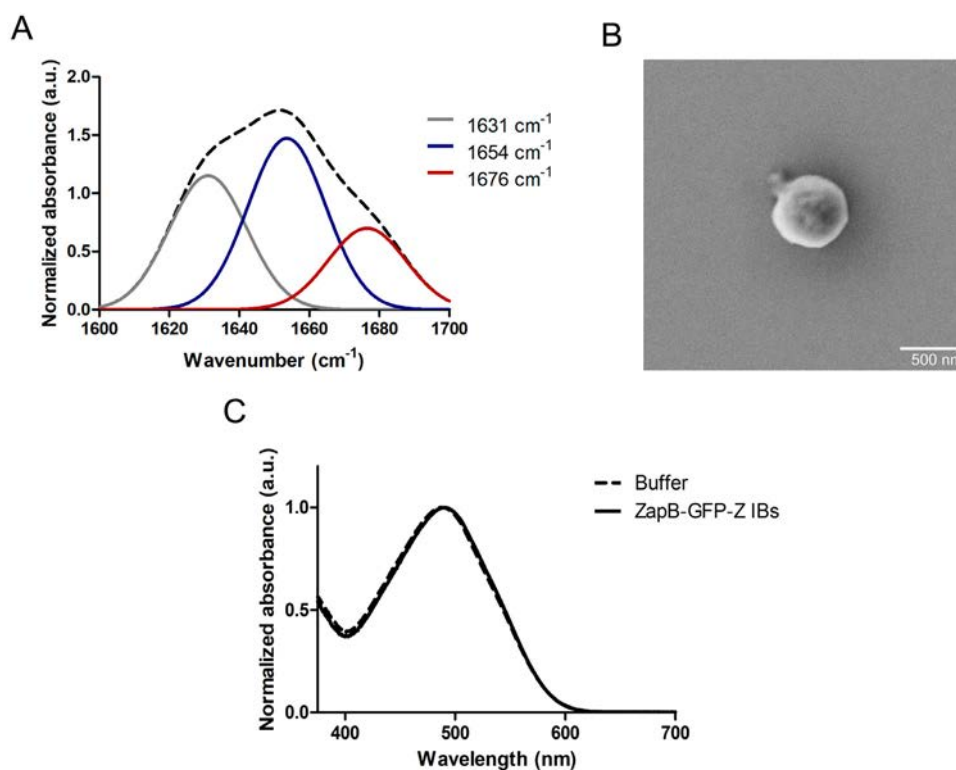 A
Normalized absorbance (a.u.)
2.0
1.5
1.0
0.5
0.0
1600 1620 1640 1660 1680 1700
Wavenumber (cm⁻¹)
1631 cm⁻¹
1654 cm⁻¹
1676 cm⁻¹
B
500 nm
C
Normalized absorbance (a.u.)
1.0
0.5
0.0
400 500 600 700
Wavelength (nm)
Buffer
ZapB-GFP-Z IBs